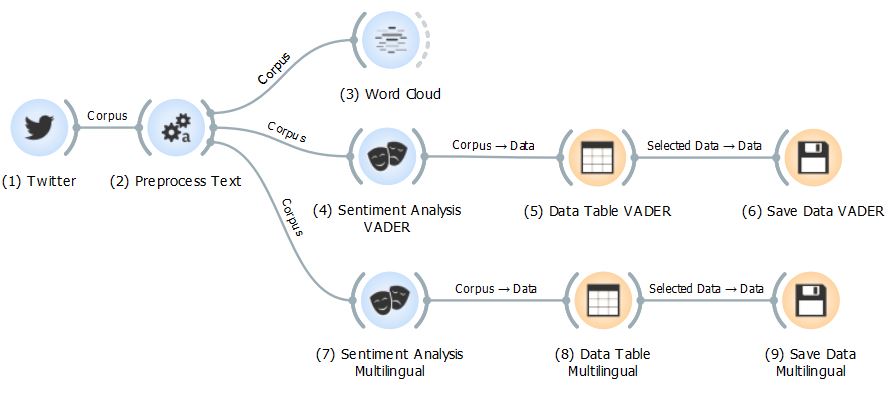 Corpus
(3) Word Cloud
Corpus
(1) Twitter
a
(2) Preprocess Text
Corpus
(4) Sentiment Analysis
VADER
Corpus → Data
(5) Data Table VADER
Selected Data → Data
(6) Save Data VADER
Corpus
(7) Sentiment Analysis
Multilingual
Corpus → Data
(8) Data Table
Multilingual
Selected Data → Data
(9) Save Data
Multilingual